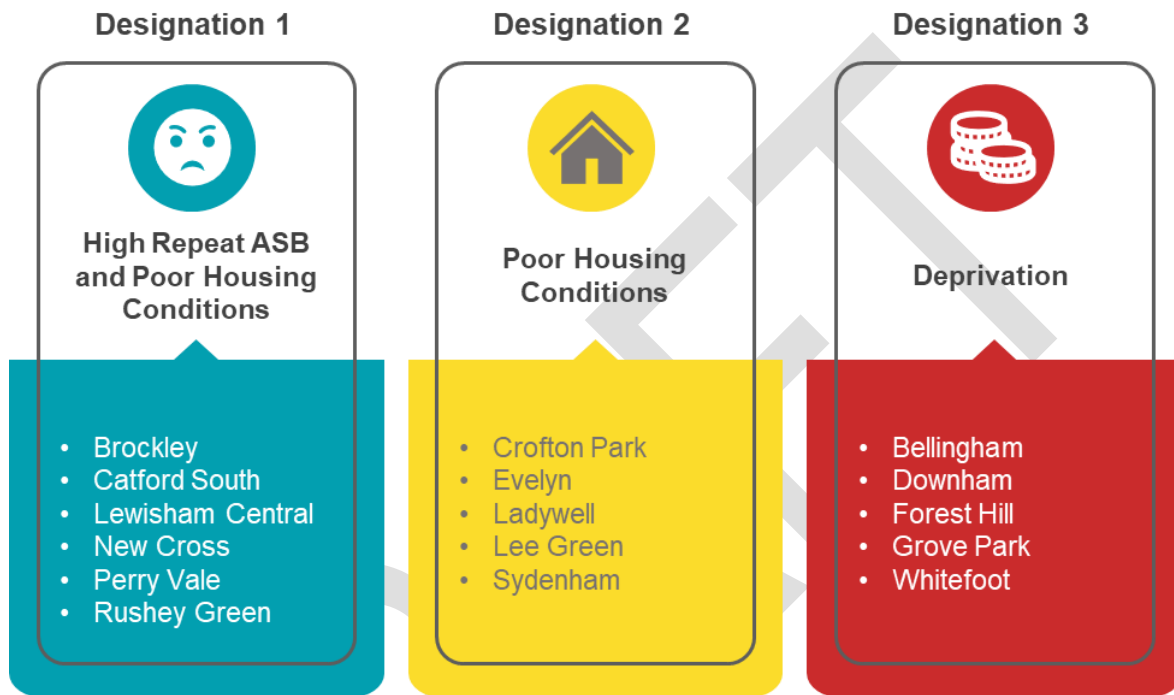 Designation 1
High Repeat ASB
and Poor Housing
Conditions
• Brockley
• Catford South
• Lewisham Central
• New Cross
• Perry Vale
• Rushey Green
Designation 2
Poor Housing
Conditions
• Crofton Park
• Evelyn
• Ladywell
• Lee Green
• Sydenham
Designation 3
Deprivation
• Bellingham
• Downham
• Forest Hill
• Grove Park
• Whitefoot